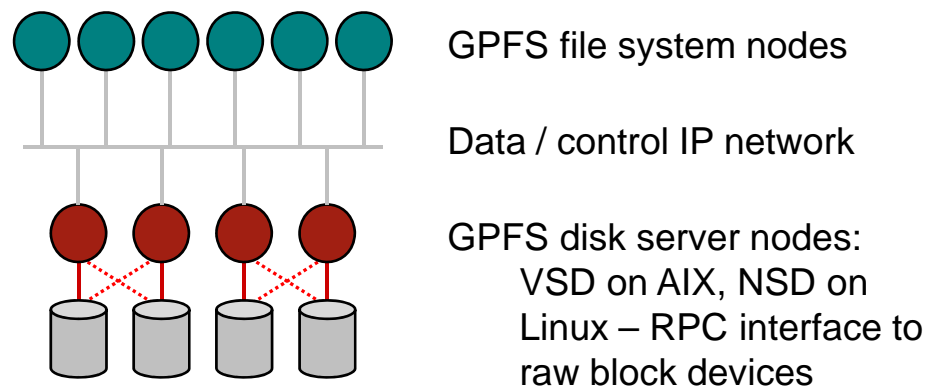 GPFS file system nodes
Data / control IP network
GPFS disk server nodes:
VSD on AIX, NSD on
Linux – RPC interface to
raw block devices